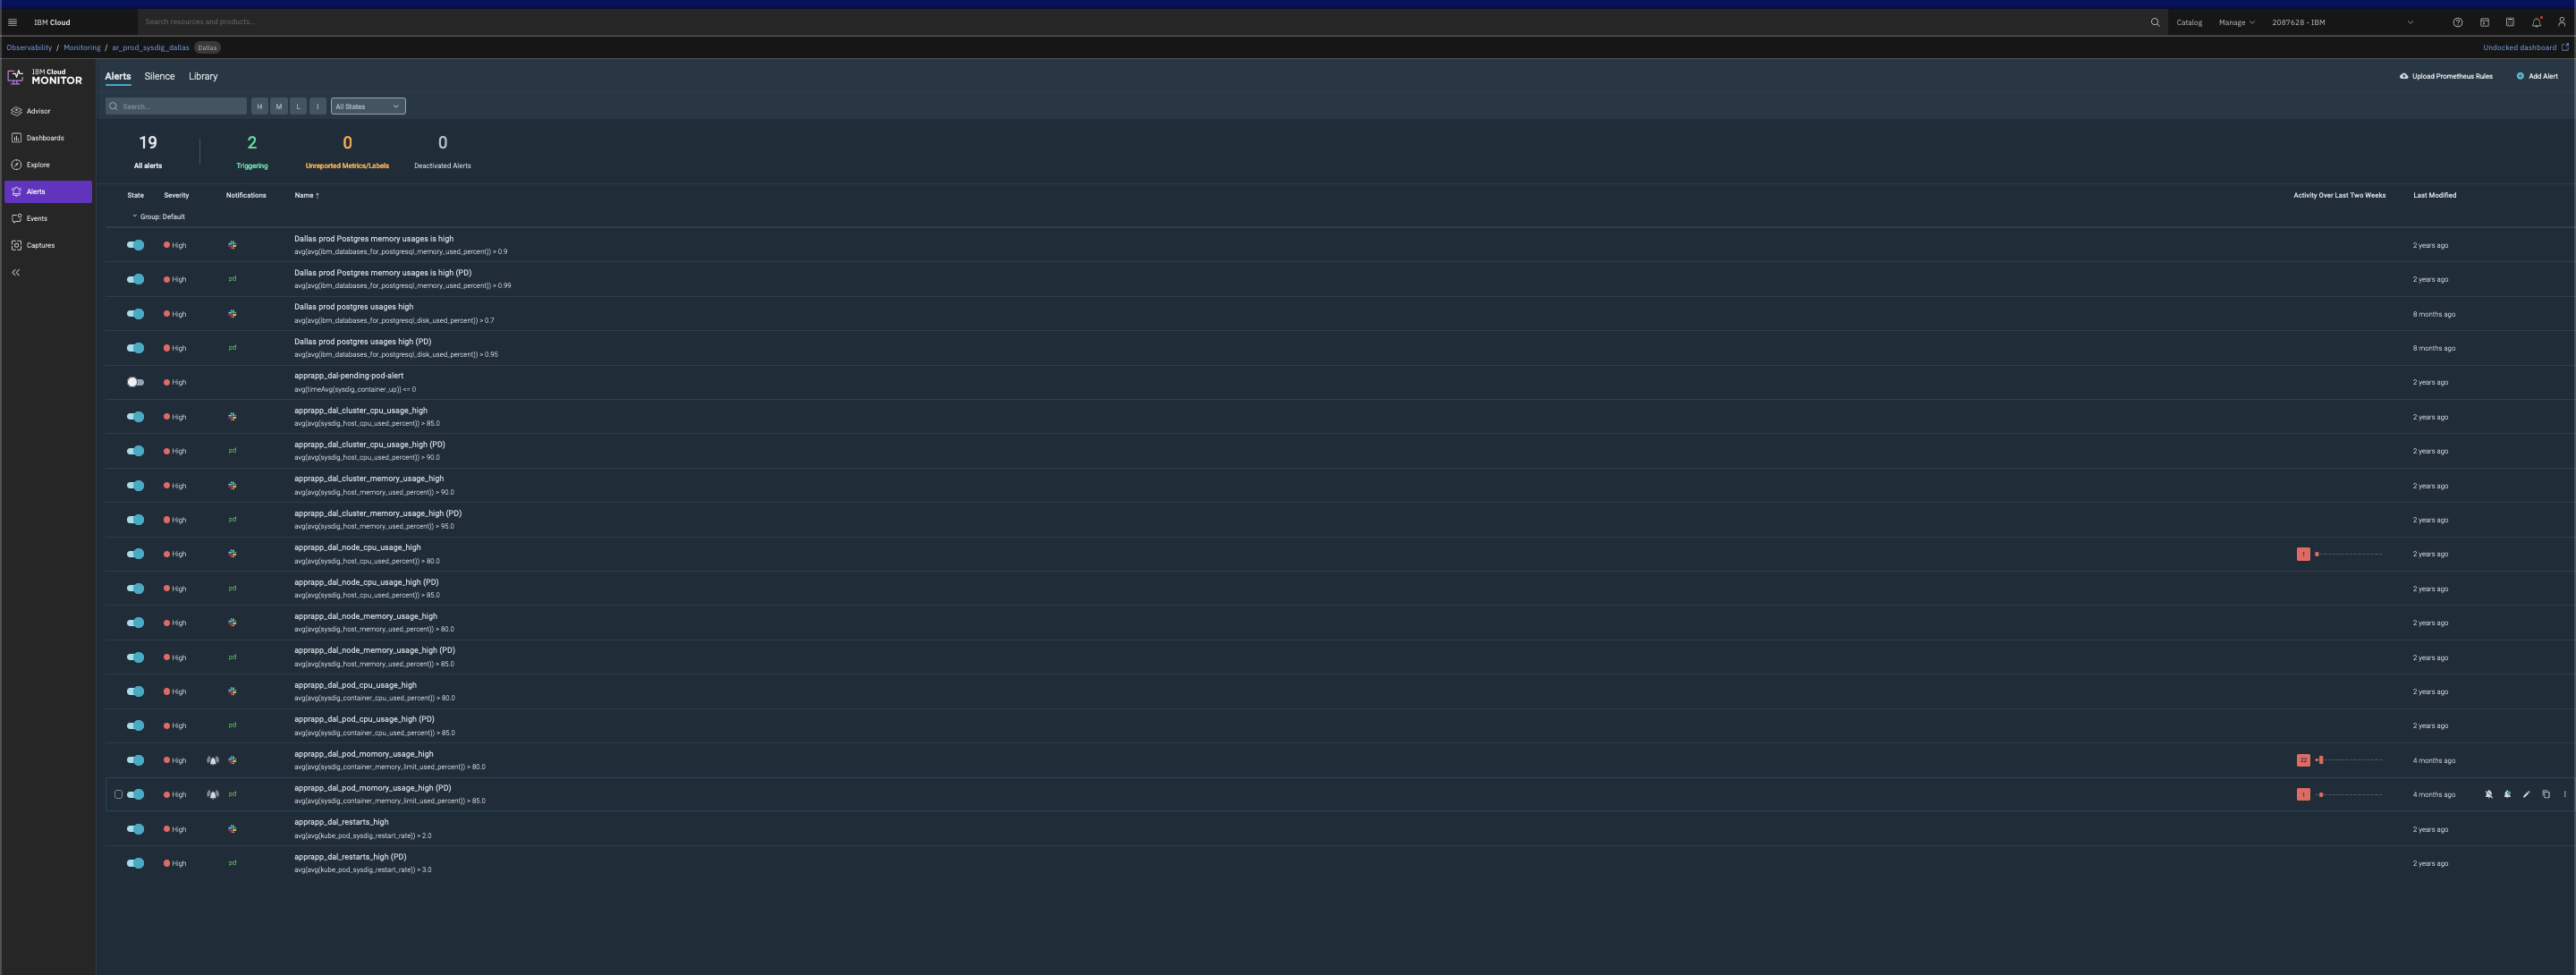 IBM Cloud
Search resources and products...
Catalog
Manage
2087628 - IBM
Observability / Monitoring / ar_prod_sysdig_dallas Dallas
Undocked dashboard
IBM Cloud
MONITOR
Advisor
Dashboards
Explore
Alerts
Events
Captures
Alerts Silence Library
Upload Prometheus Rules
Add Alert
Search...
H M L I
All States
19 2 0 0
All alerts Triggering Unreported Metrics/Labels Deactivated Alerts
State Severity Notifications Name ↑ Activity Over Last Two Weeks Last Modified
Group: Default
Dallas prod Postgres memory usages is high
High 2 years ago
avg(avg(ibm_databases_for_postgresql_memory_used_percent)) > 0.9
Dallas prod Postgres memory usages is high (PD)
High pd 2 years ago
avg(avg(ibm_databases_for_postgresql_memory_used_percent)) > 0.99
Dallas prod postgres usages high
High 8 months ago
avg(avg(ibm_databases_for_postgresql_disk_used_percent)) > 0.7
Dallas prod postgres usages high (PD)
High pd 8 months ago
avg(avg(ibm_databases_for_postgresql_disk_used_percent)) > 0.95
apprapp_dal-pending-pod-alert
High 2 years ago
avg(timeAvg(sysdig_container_up)) <= 0
apprapp_dal_cluster_cpu_usage_high
High 2 years ago
avg(avg(sysdig_host_cpu_used_percent)) > 85.0
apprapp_dal_cluster_cpu_usage_high (PD)
High pd 2 years ago
avg(avg(sysdig_host_cpu_used_percent)) > 90.0
apprapp_dal_cluster_memory_usage_high
High 2 years ago
avg(avg(sysdig_host_memory_used_percent)) > 90.0
apprapp_dal_cluster_memory_usage_high (PD)
High pd 2 years ago
avg(avg(sysdig_host_memory_used_percent)) > 95.0
apprapp_dal_node_cpu_usage_high
High 1 2 years ago
avg(avg(sysdig_host_cpu_used_percent)) > 80.0
apprapp_dal_node_cpu_usage_high (PD)
High pd 2 years ago
avg(avg(sysdig_host_cpu_used_percent)) > 85.0
apprapp_dal_node_memory_usage_high
High 2 years ago
avg(avg(sysdig_host_memory_used_percent)) > 80.0
apprapp_dal_node_memory_usage_high (PD)
High pd 2 years ago
avg(avg(sysdig_host_memory_used_percent)) > 85.0
apprapp_dal_pod_cpu_usage_high
High 2 years ago
avg(avg(sysdig_container_cpu_used_percent)) > 80.0
apprapp_dal_pod_cpu_usage_high (PD)
High pd 2 years ago
avg(avg(sysdig_container_cpu_used_percent)) > 85.0
apprapp_dal_pod_momory_usage_high
High 22 4 months ago
avg(avg(sysdig_container_memory_limit_used_percent)) > 80.0
apprapp_dal_pod_momory_usage_high (PD)
High pd 1 4 months ago
avg(avg(sysdig_container_memory_limit_used_percent)) > 85.0
apprapp_dal_restarts_high
High 2 years ago
avg(avg(kube_pod_sysdig_restart_rate)) > 2.0
apprapp_dal_restarts_high (PD)
High pd 2 years ago
avg(avg(kube_pod_sysdig_restart_rate)) > 3.0